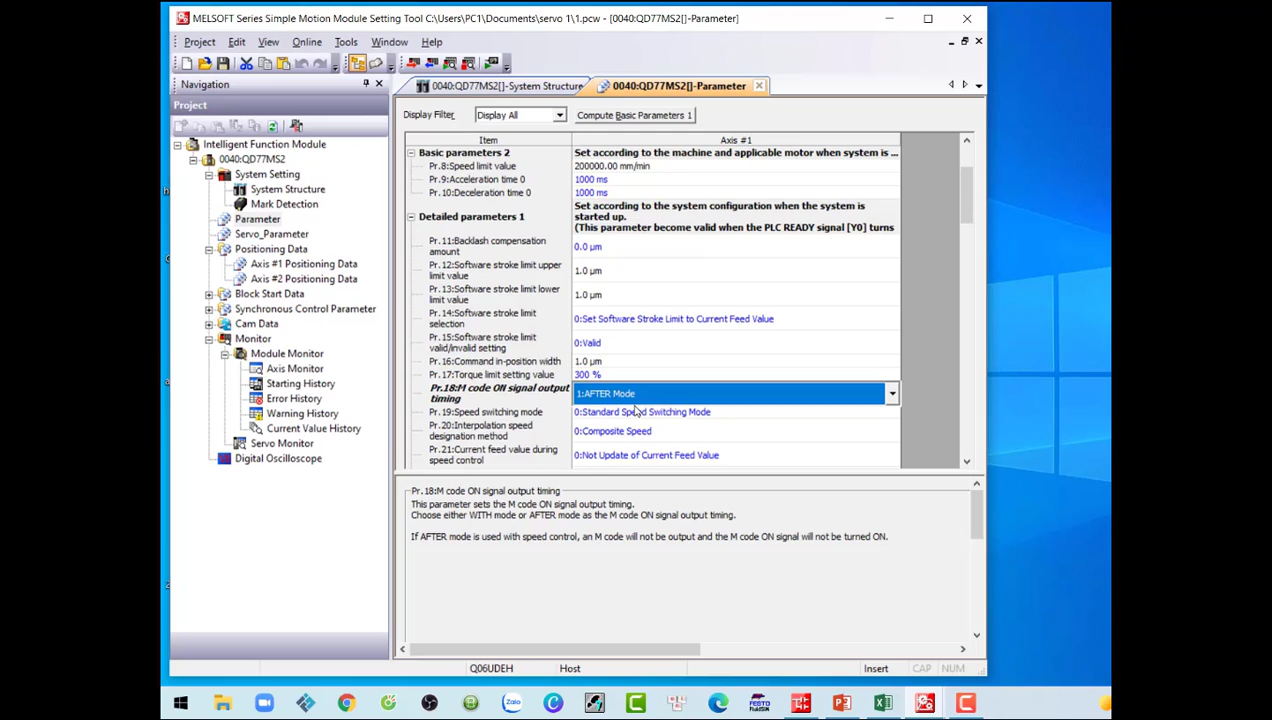 MELSOFT Series Simple Motion Module Setting Tool C:\Users\PC1\Documents\servo 1\1.pcw - [0040:QD77MS2[]-Parameter]
Project Edit View Online Tools Window Help
Navigation
0040:QD77MS2[]-System Structure
0040:QD77MS2[]-Parameter
Project
Display Filter
Display All
Compute Basic Parameters 1
Intelligent Function Module
0040:QD77MS2
System Setting
System Structure
Mark Detection
Parameter
Servo_Parameter
Positioning Data
Axis #1 Positioning Data
Axis #2 Positioning Data
Block Start Data
Synchronous Control Parameter
Cam Data
Monitor
Module Monitor
Axis Monitor
Starting History
Error History
Warning History
Current Value History
Servo Monitor
Digital Oscilloscope
Item Axis #1
Basic parameters 2 Set according to the machine and applicable motor when system is ...
Pr.8:Speed limit value 200000.00 mm/min
Pr.9:Acceleration time 0 1000 ms
Pr.10:Deceleration time 0 1000 ms
Detailed parameters 1
Set according to the system configuration when the system is
started up.
(This parameter become valid when the PLC READY signal [Y0] turns
Pr.11:Backlash compensation
amount
0.0 µm
Pr.12:Software stroke limit upper
limit value
1.0 µm
Pr.13:Software stroke limit lower
limit value
1.0 µm
Pr.14:Software stroke limit
selection
0:Set Software Stroke Limit to Current Feed Value
Pr.15:Software stroke limit
valid/invalid setting
0:Valid
Pr.16:Command in-position width 1.0 µm
Pr.17:Torque limit setting value 300 %
Pr.18:M code ON signal output
timing
1:AFTER Mode
Pr.19:Speed switching mode 0:Standard Speed Switching Mode
Pr.20:Interpolation speed
designation method
0:Composite Speed
Pr.21:Current feed value during
speed control
0:Not Update of Current Feed Value
Pr.18:M code ON signal output timing
This parameter sets the M code ON signal output timing.
Choose either WITH mode or AFTER mode as the M code ON signal output timing.
If AFTER mode is used with speed control, an M code will not be output and the M code ON signal will not be turned ON.
Q06UDEH Host Insert CAP NUM
Zalo
FESTO